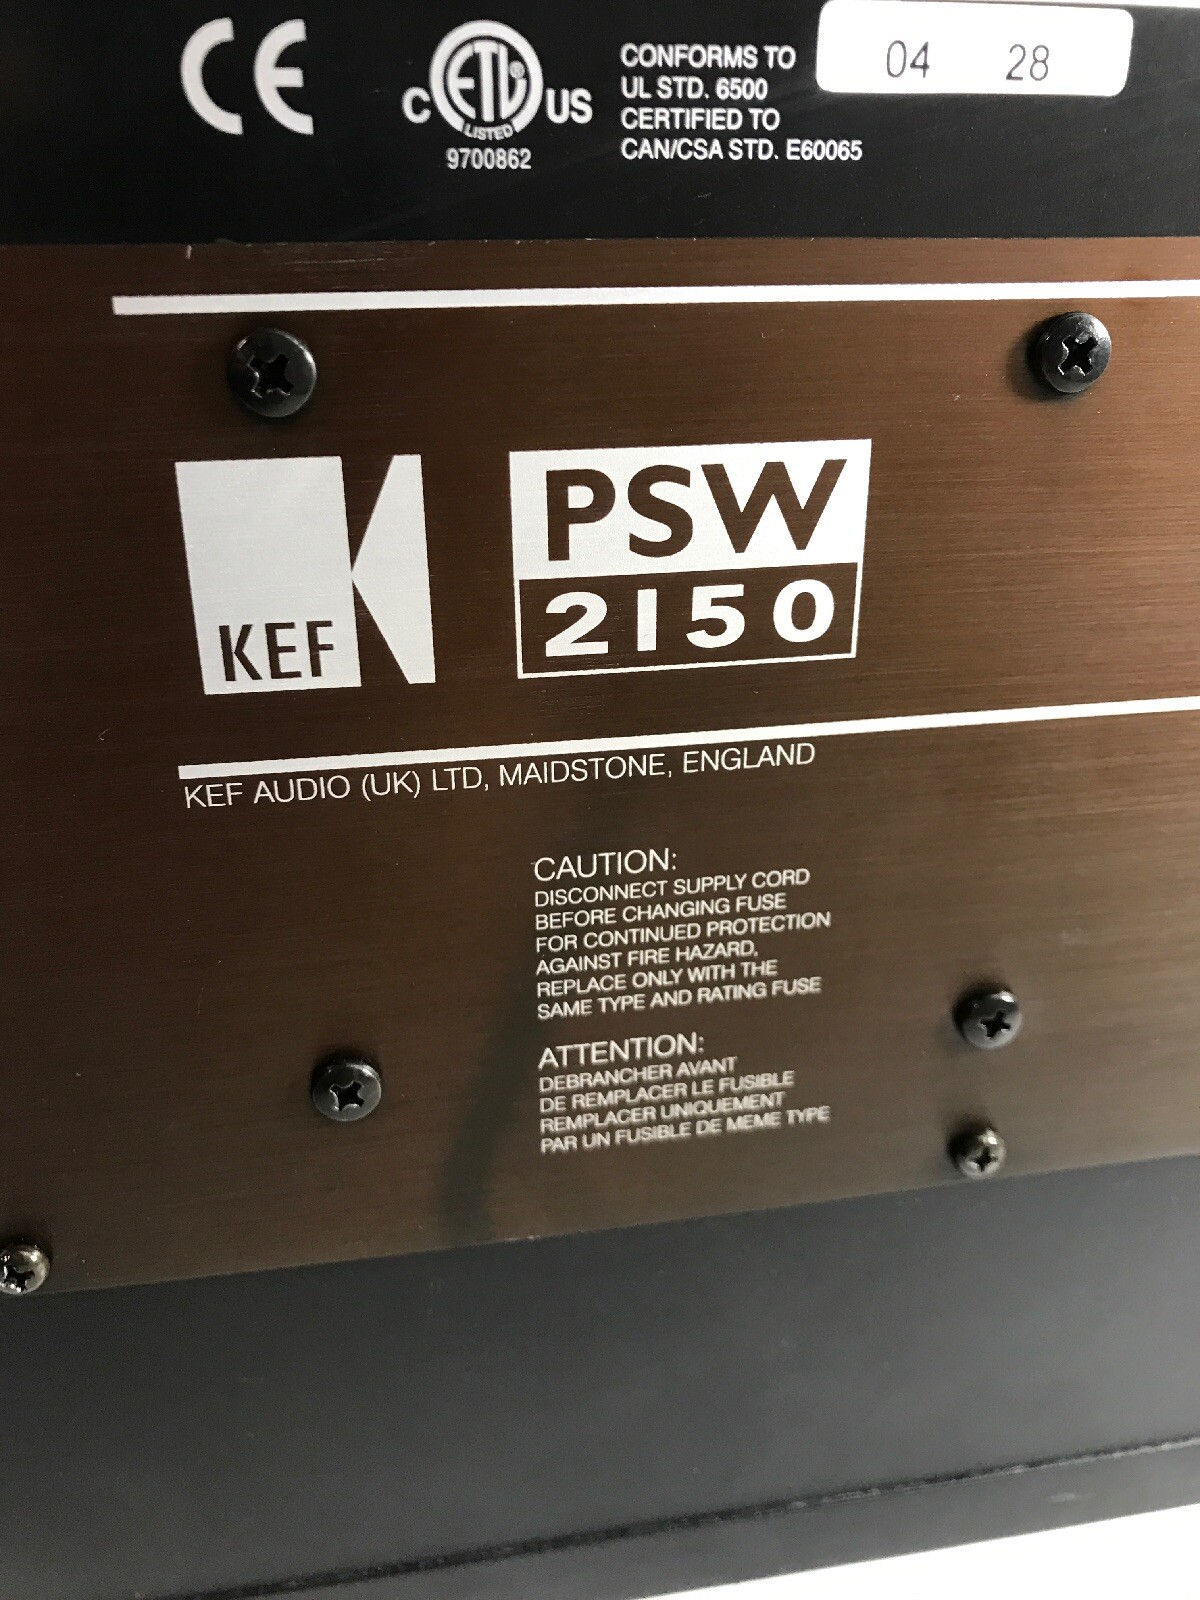 CE
C ETL® US
LISTED
9700862
CONFORMS TO
UL STD. 6500
CERTIFIED TO
CAN/CSA STD. E60065
04 28
KEF
PSW
2150
KEF AUDIO (UK) LTD, MAIDSTONE, ENGLAND
CAUTION:
DISCONNECT SUPPLY CORD
BEFORE CHANGING FUSE
FOR CONTINUED PROTECTION
AGAINST FIRE HAZARD,
REPLACE ONLY WITH THE
SAME TYPE AND RATING FUSE
ATTENTION:
DEBRANCHER AVANT
DE REMPLACER LE FUSIBLE
REMPLACER UNIQUEMENT
PAR UN FUSIBLE DE MEME TYPE